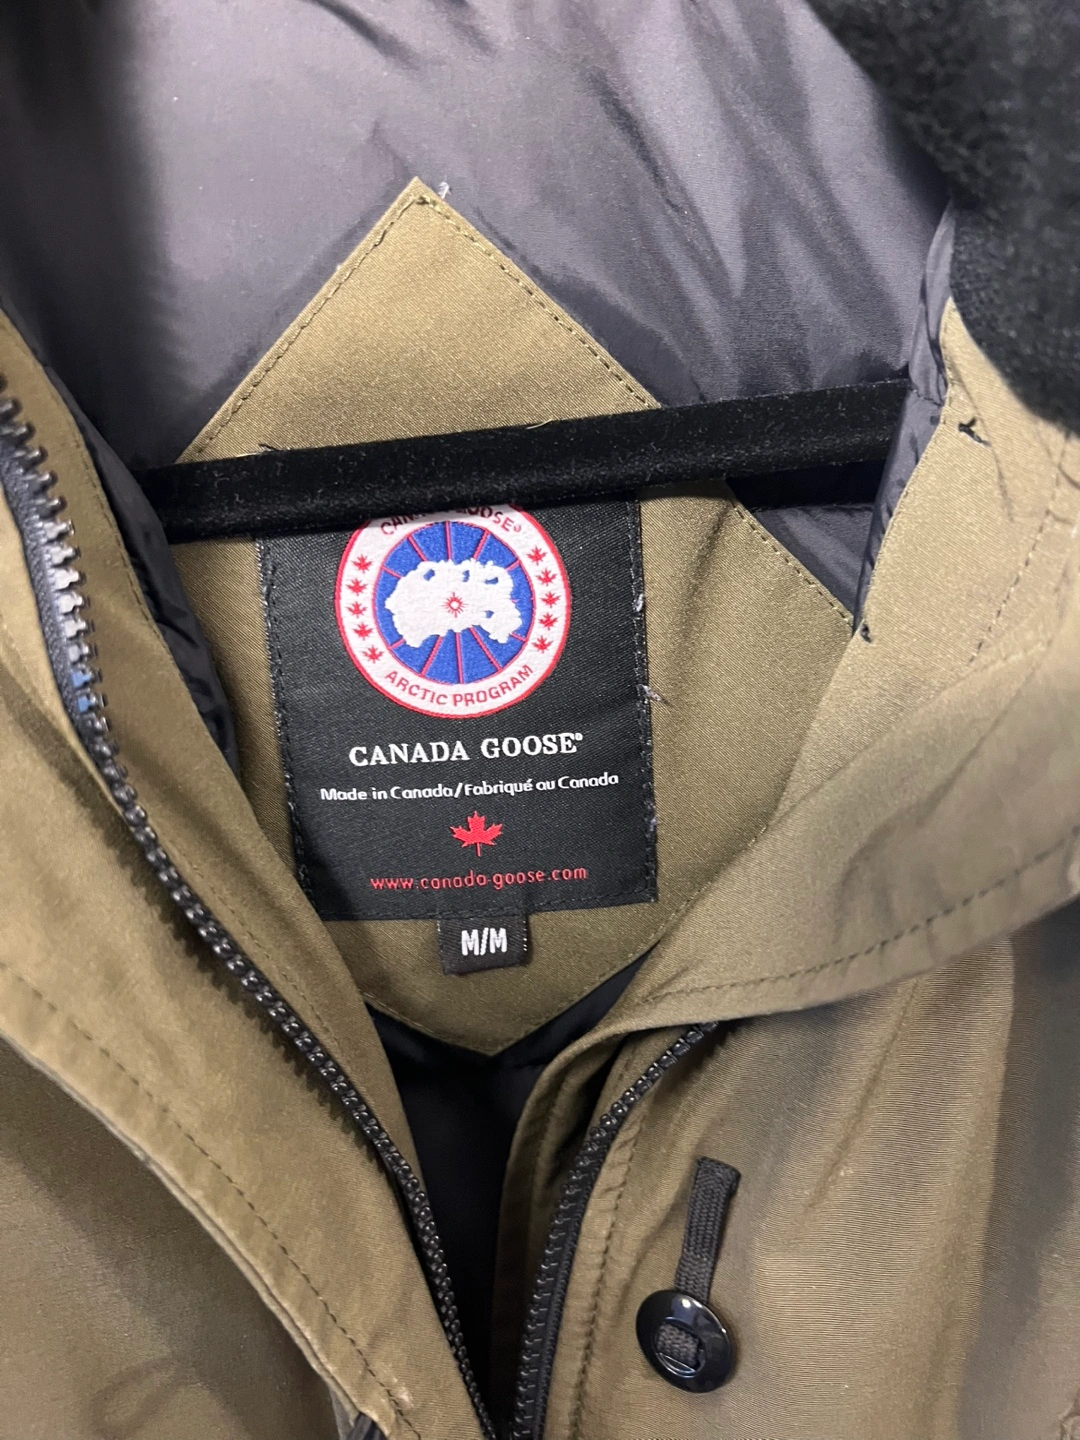 CANADA GOOSE®
ARCTIC PROGRAM
CANADA GOOSE®
Made in Canada/Fabriqué au Canada
www.canada-goose.com
M/M